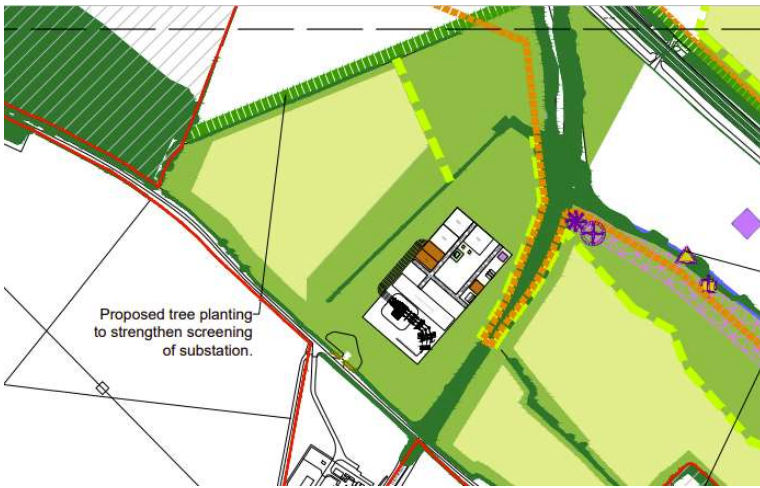 Proposed tree planting
to strengthen screening
of substation.